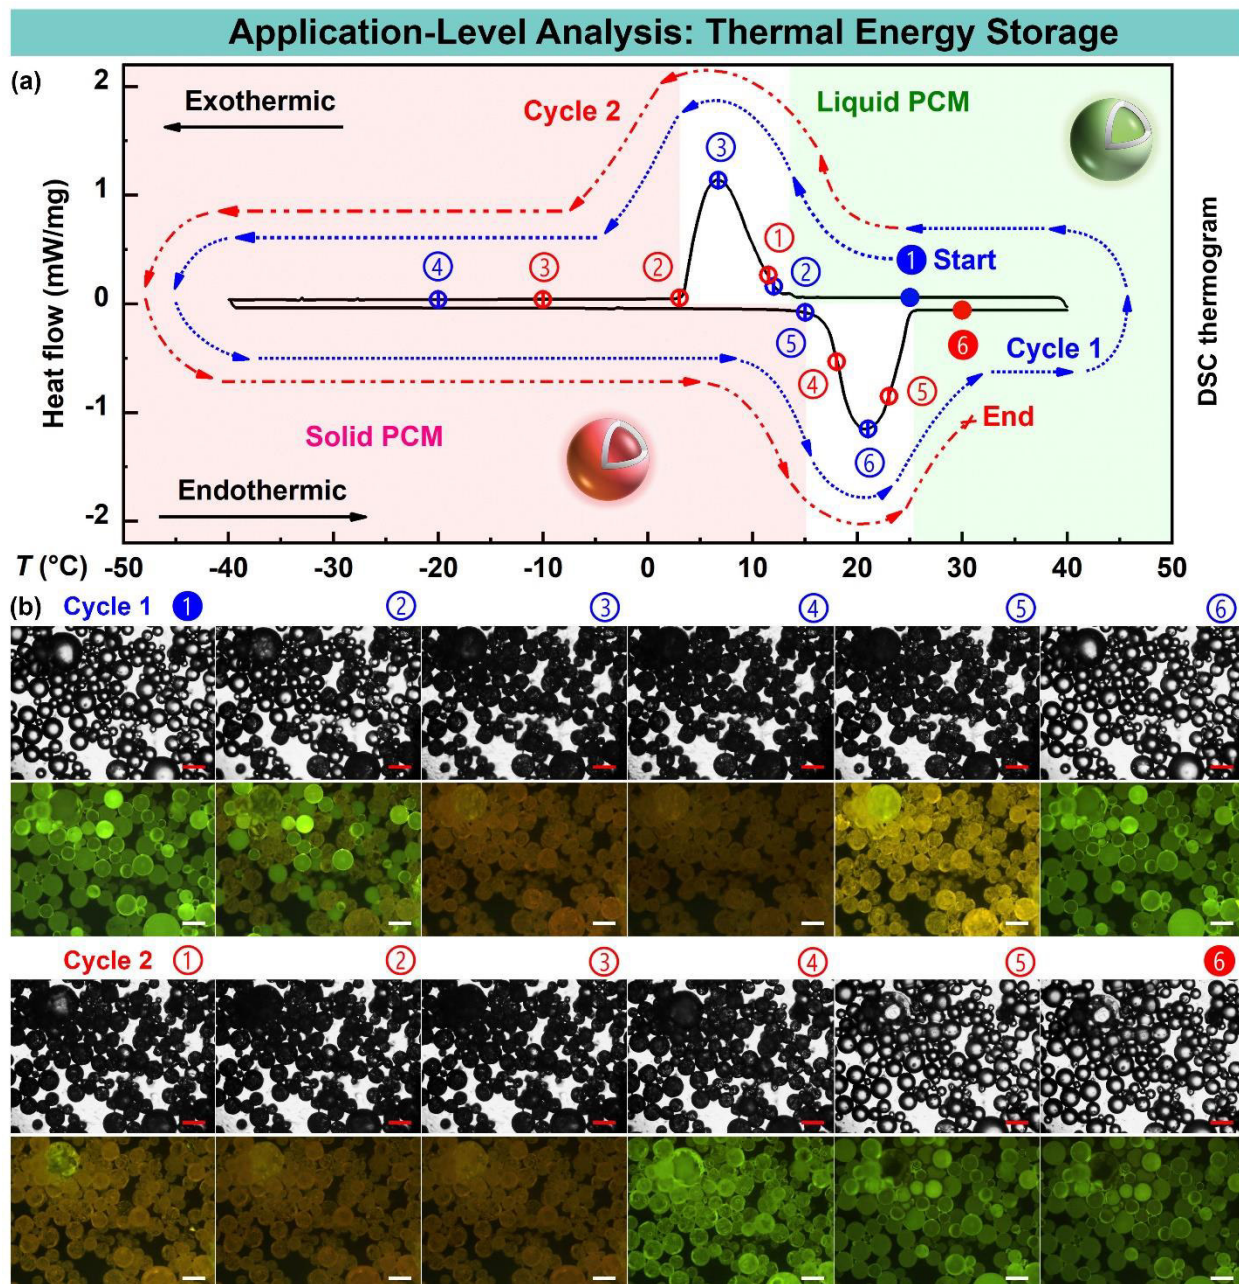 Application-Level Analysis: Thermal Energy Storage
(a)
2
1
0
-1
-2
Heat flow (mW/mg)
Exothermic
Cycle 2
Liquid PCM
③
①
②
③
④
②
① Start
⑤
④
⑤
⑥
⑥
Cycle 1
End
Solid PCM
Endothermic
DSC thermogram
T (°C) -50 -40 -30 -20 -10 0 10 20 30 40 50
(b) Cycle 1 ① ② ③ ④ ⑤ ⑥
Cycle 2 ① ② ③ ④ ⑤ ⑥